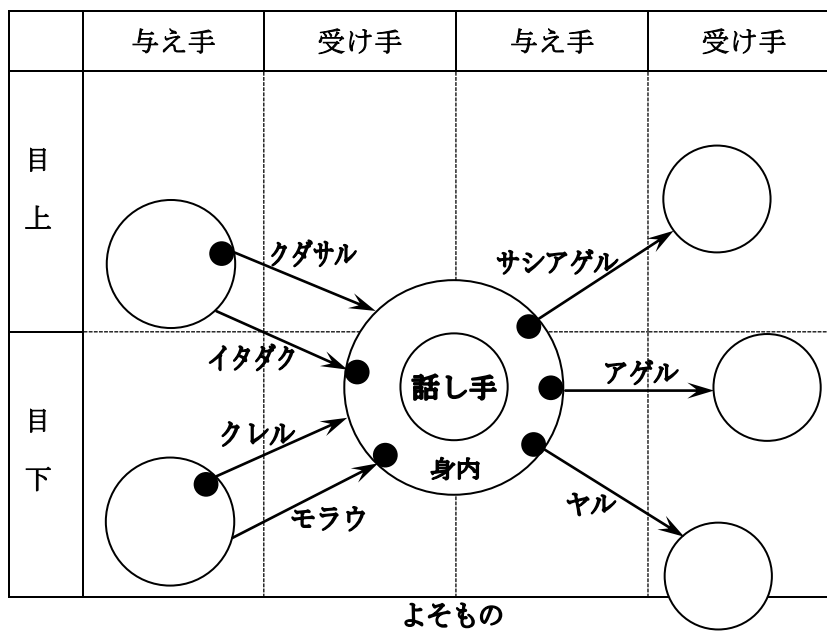 与え手 受け手 与え手 受け手
目上
クダサル
サシアゲル
イタダク
アゲル
話し手
目下
クレル
身内
モラウ
ヤル
よそもの